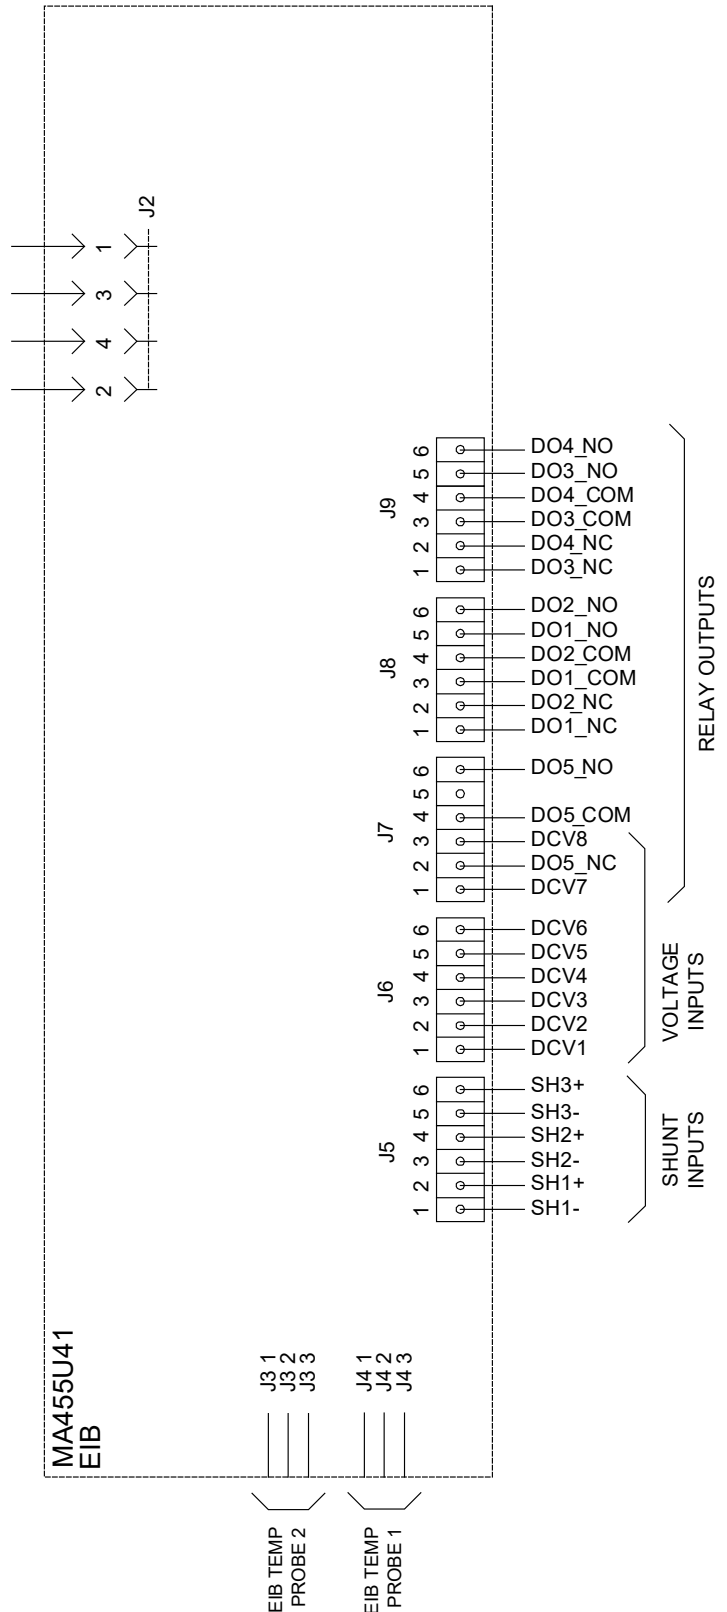 J2
1
3
4
2
J9
6 DO4_NO
5 DO3_NO
4 DO4_COM
3 DO3_COM
2 DO4_NC
1 DO3_NC
J8
6 DO2_NO
5 DO1_NO
4 DO2_COM
3 DO1_COM
2 DO2_NC
1 DO1_NC
RELAY OUTPUTS
J7
6 DO5_NO
5
4 DO5_COM
3 DCV8
2 DO5_NC
1 DCV7
J6
6 DCV6
5 DCV5
4 DCV4
3 DCV3
2 DCV2
1 DCV1
VOLTAGE
INPUTS
J5
6 SH3+
5 SH3-
4 SH2+
3 SH2-
2 SH1+
1 SH1-
SHUNT
INPUTS
MA455U41
EIB
J3 1
J3 2
J3 3
J4 1
J4 2
J4 3
EIB TEMP
PROBE 2
EIB TEMP
PROBE 1